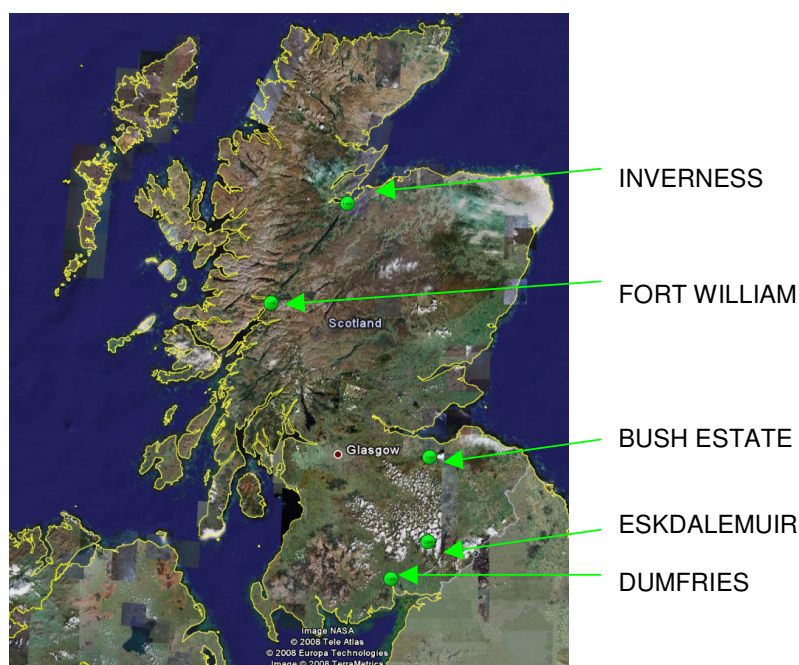 INVERNESS
FORT WILLIAM
Scotland
BUSH ESTATE
Glasgow
ESKDALEMUIR
DUMFRIES
Image NASA
© 2008 Tele Atlas
© 2008 Europa Technologies
Image © 2008 TerraMetrics